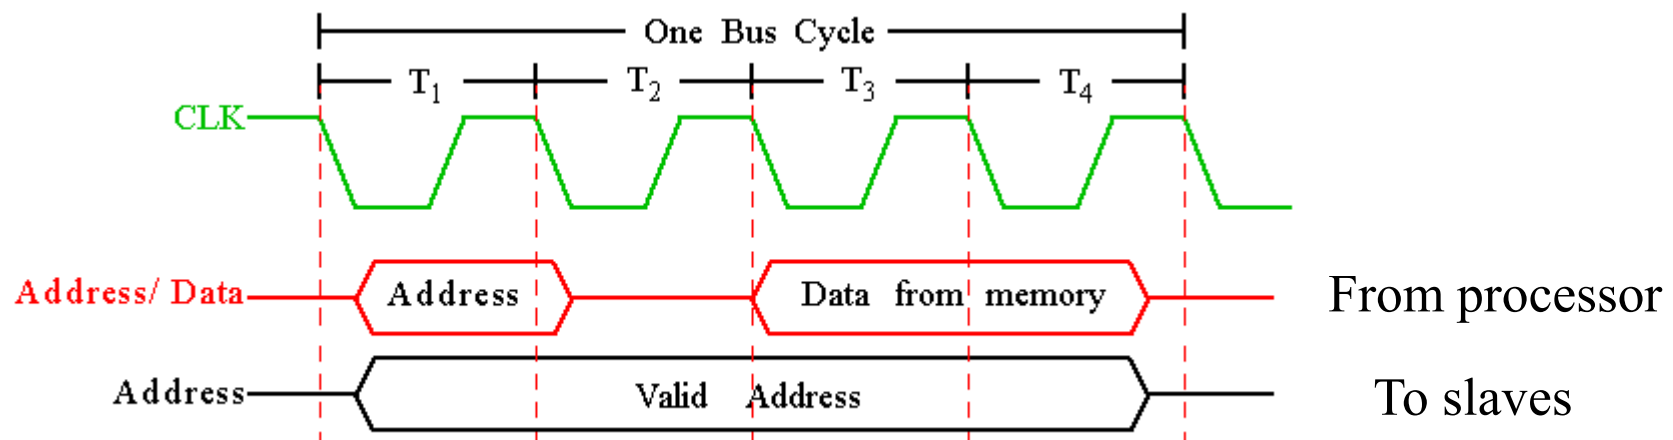 One Bus Cycle
T1 T2 T3 T4
CLK
Address/ Data Address Data from memory From processor
Address Valid Address To slaves